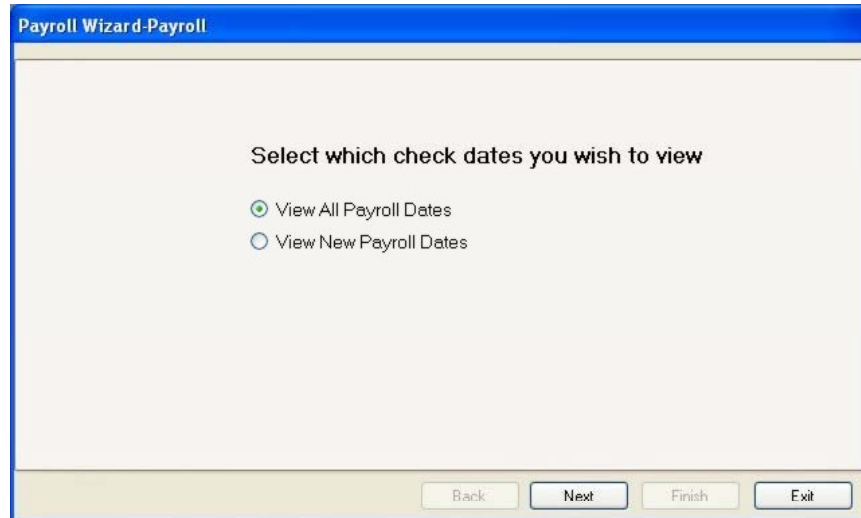 Payroll Wizard-Payroll
Select which check dates you wish to view
View All Payroll Dates
View New Payroll Dates
Back Next Finish Exit